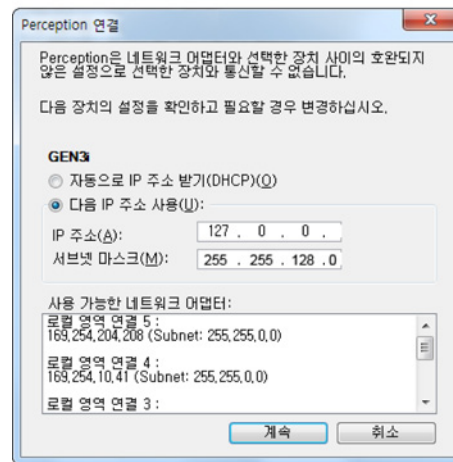 Perception 연결
Perception은 네트워크 어댑터와 선택한 장치 사이의 호완되지
않은 설정으로 선택한 장치와 통신할 수 없습니다.
다음 장치의 설정을 확인하고 필요할 경우 변경하십시오.
GEN3i
자동으로 IP 주소 받기(DHCP)(O)
다음 IP 주소 사용(U):
IP 주소(A): 127 . 0 . 0 .
서브넷 마스크(M): 255 . 255 . 128 . 0
사용 가능한 네트워크 어댑터:
로컬 영역 연결 5 :
169,254,204,208 (Subnet: 255,255,0,0)
로컬 영역 연결 4 :
169,254,10,41 (Subnet: 255,255,0,0)
로컬 영역 연결 3 :
계속 취소